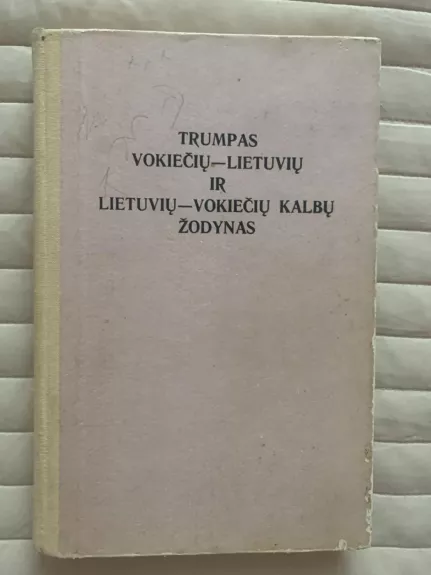 TRUMPAS
VOKIEČIŲ—LIETUVIŲ
IR
LIETUVIŲ—VOKIEČIŲ KALBŲ
ŽODYNAS